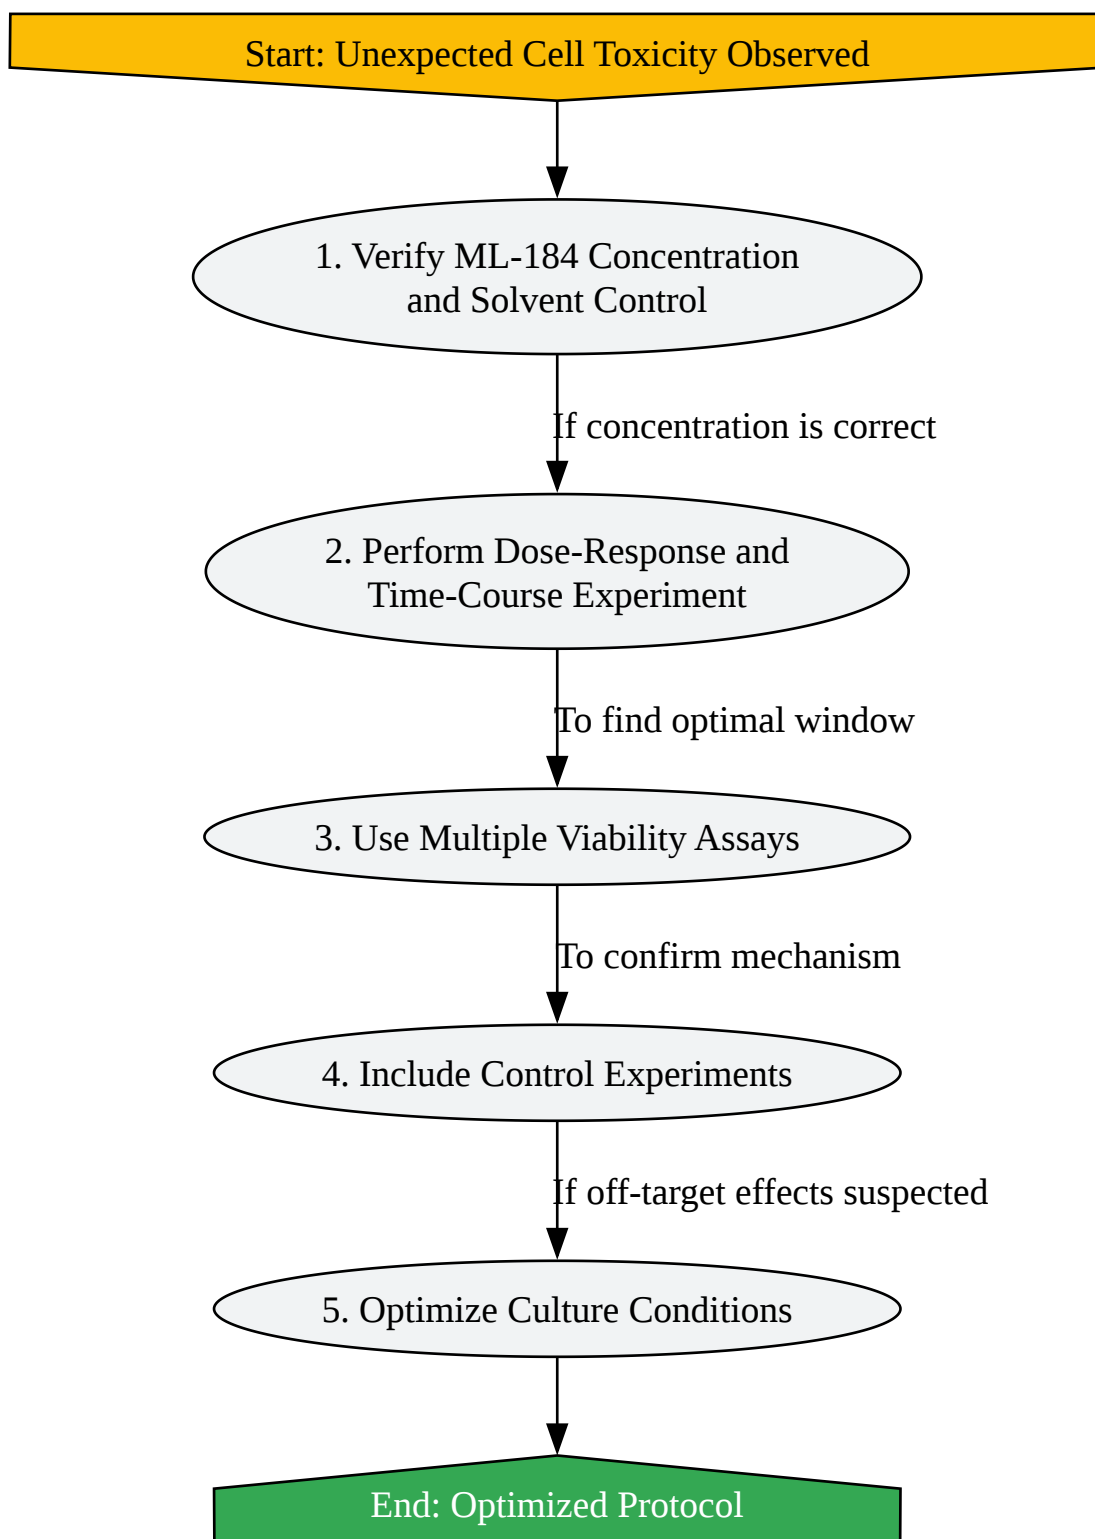 Start: Unexpected Cell Toxicity Observed
1. Verify ML-184 Concentration
and Solvent Control
If concentration is correct
2. Perform Dose-Response and
Time-Course Experiment
To find optimal window
3. Use Multiple Viability Assays
To confirm mechanism
4. Include Control Experiments
If off-target effects suspected
5. Optimize Culture Conditions
End: Optimized Protocol